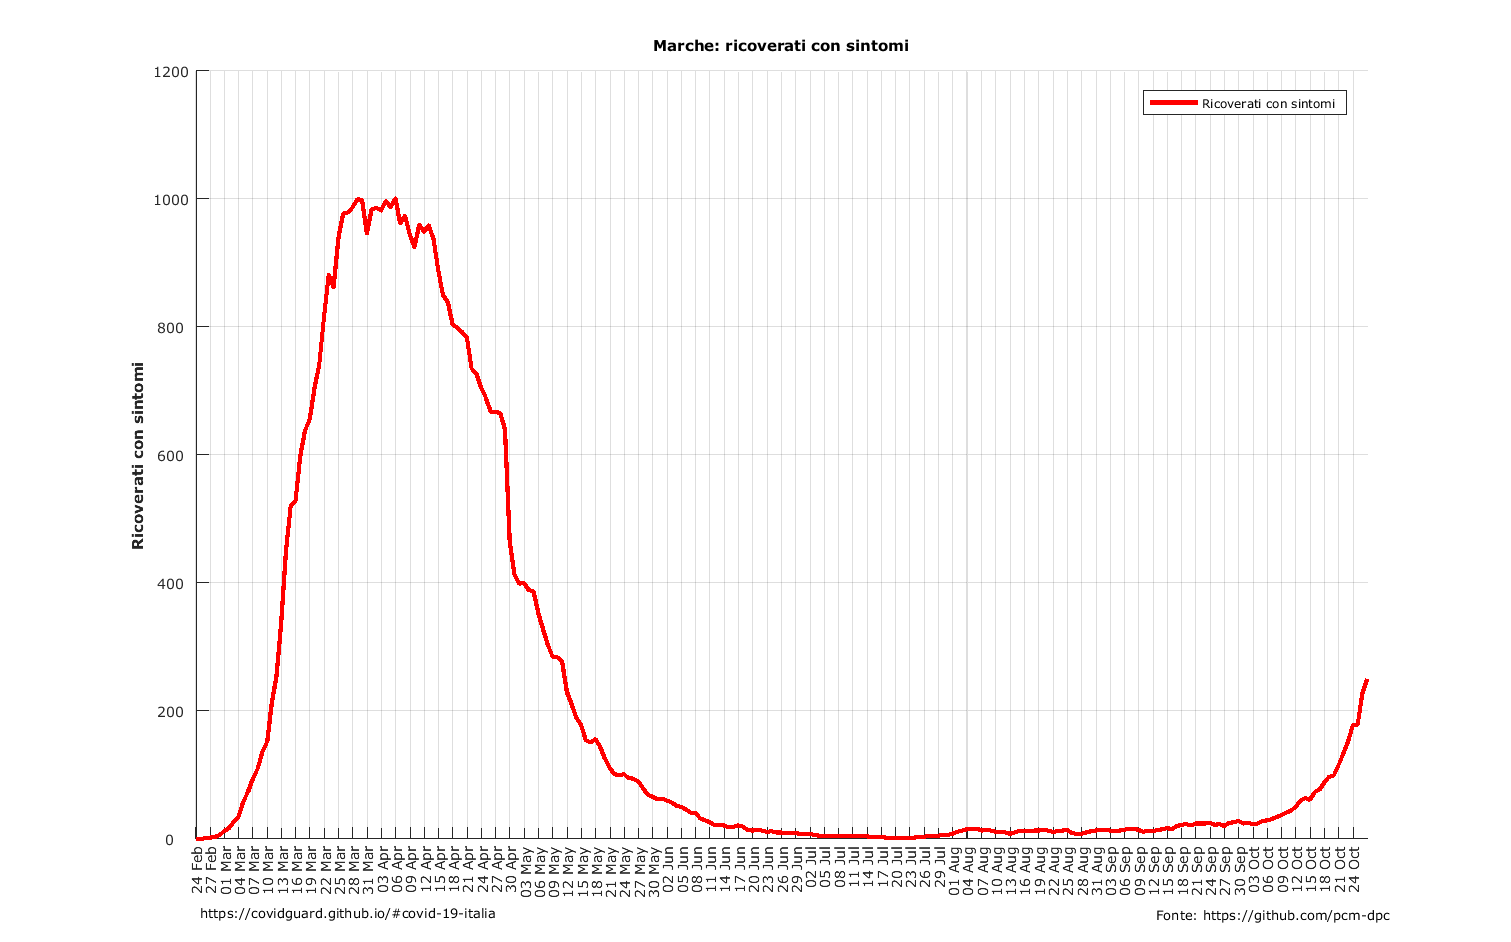 Marche: ricoverati con sintomi
Ricoverati con sintomi
Ricoverati con sintomi
1200
1000
800
600
400
200
0
24 Feb
27 Feb
01 Mar
04 Mar
07 Mar
10 Mar
13 Mar
16 Mar
19 Mar
22 Mar
25 Mar
28 Mar
31 Mar
03 Apr
06 Apr
09 Apr
12 Apr
15 Apr
18 Apr
21 Apr
24 Apr
27 Apr
30 Apr
03 May
06 May
09 May
12 May
15 May
18 May
21 May
24 May
27 May
30 May
02 Jun
05 Jun
08 Jun
11 Jun
14 Jun
17 Jun
20 Jun
23 Jun
26 Jun
29 Jun
02 Jul
05 Jul
08 Jul
11 Jul
14 Jul
17 Jul
20 Jul
23 Jul
26 Jul
29 Jul
01 Aug
04 Aug
07 Aug
10 Aug
13 Aug
16 Aug
19 Aug
22 Aug
25 Aug
28 Aug
31 Aug
03 Sep
06 Sep
09 Sep
12 Sep
15 Sep
18 Sep
21 Sep
24 Sep
27 Sep
30 Sep
03 Oct
06 Oct
09 Oct
12 Oct
15 Oct
18 Oct
21 Oct
24 Oct
https://covidguard.github.io/#covid-19-italia
Fonte: https://github.com/pcm-dpc